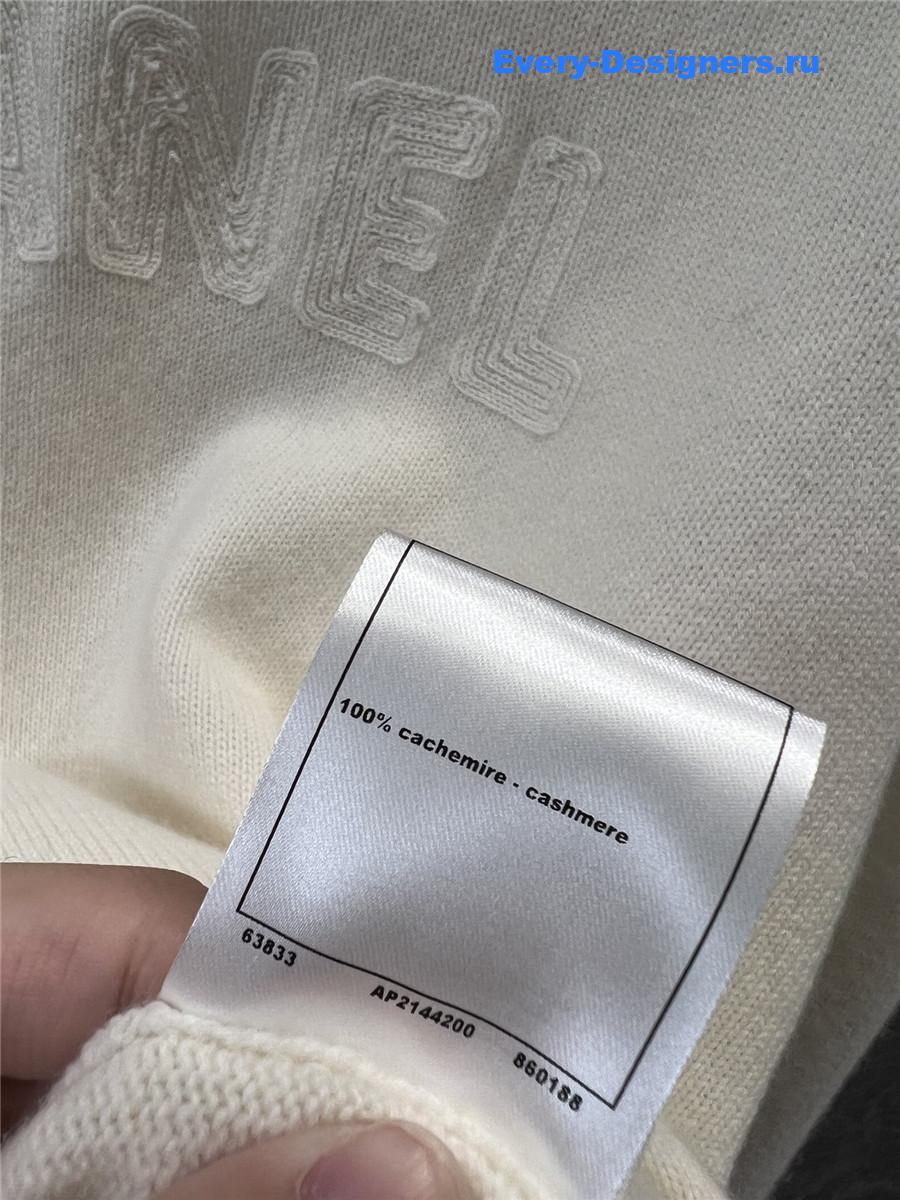 Every-Designers.ru
ANEL
100% cachemire - cashmere
63833
AP2144200
860188